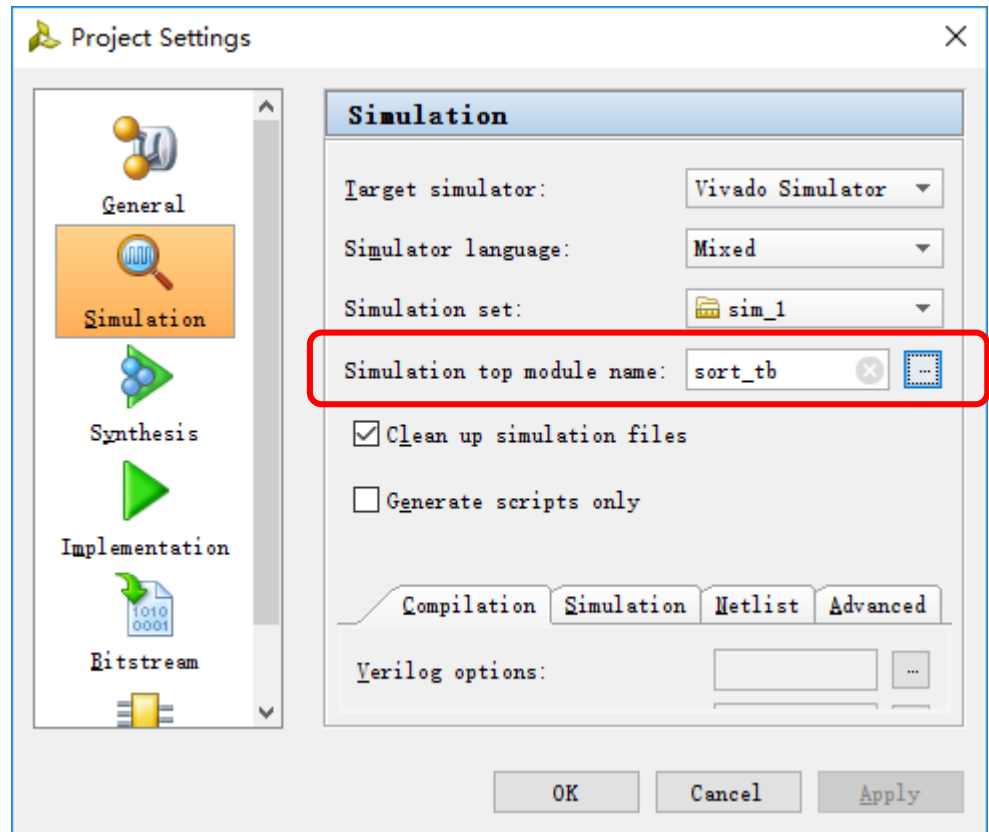 Project Settings
General
Simulation
Synthesis
Implementation
1010
0001
Bitstream
Simulation
Target simulator: Vivado Simulator
Simulator language: Mixed
Simulation set: sim_1
Simulation top module name: sort_tb ...
Clean up simulation files
Generate scripts only
Compilation Simulation Netlist Advanced
Verilog options: ...
OK Cancel Apply